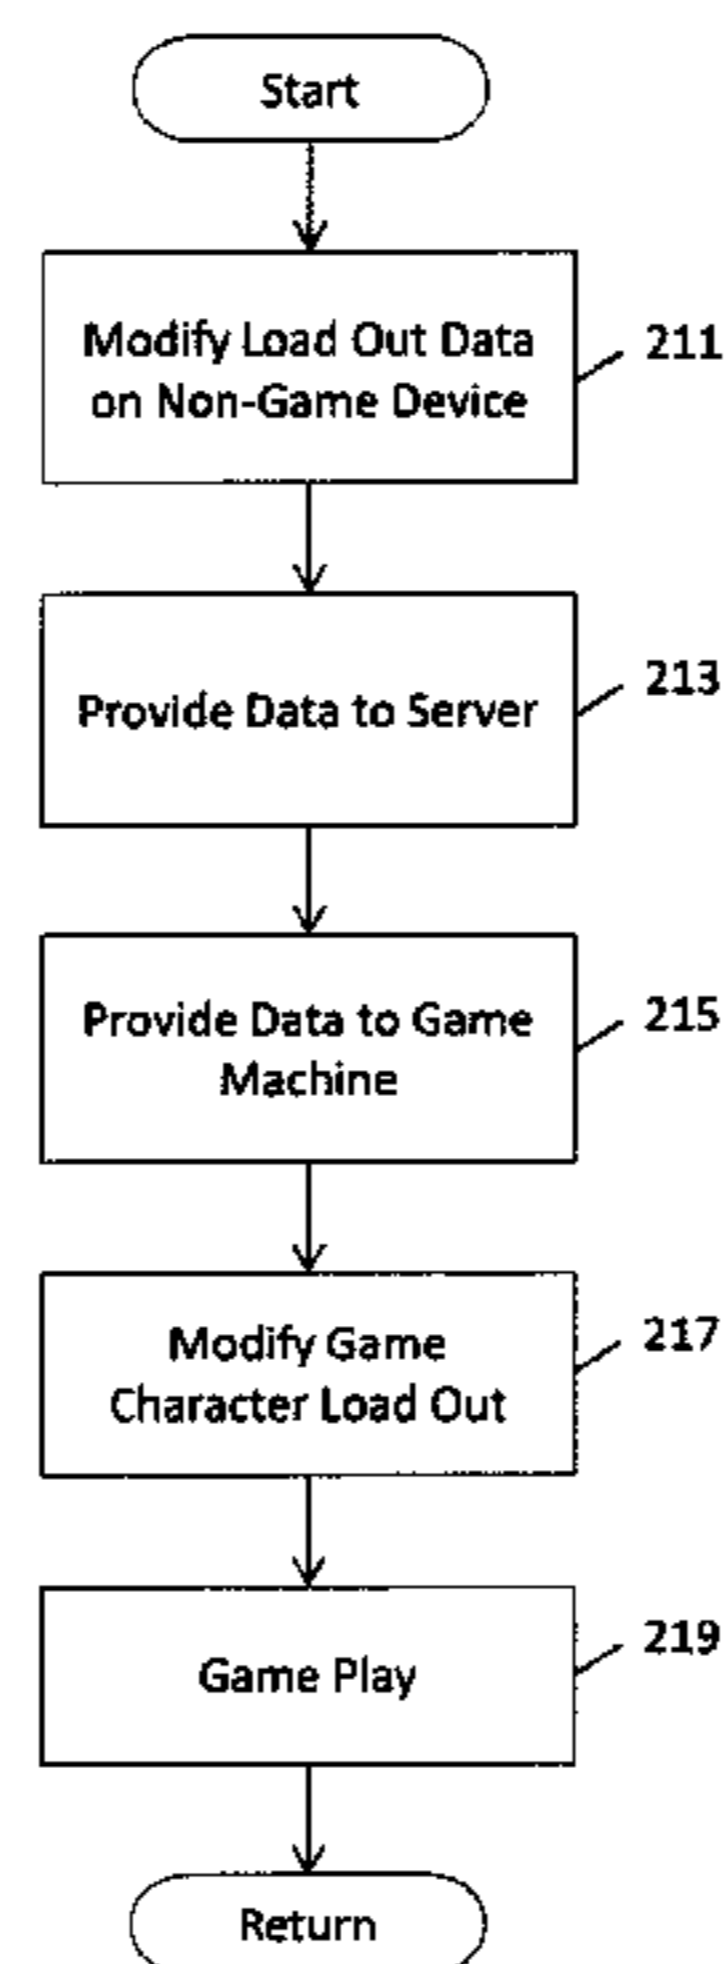 Start
Modify Load Out Data
on Non-Game Device
211
Provide Data to Server
213
Provide Data to Game
Machine
215
Modify Game
Character Load Out
217
Game Play
219
Return